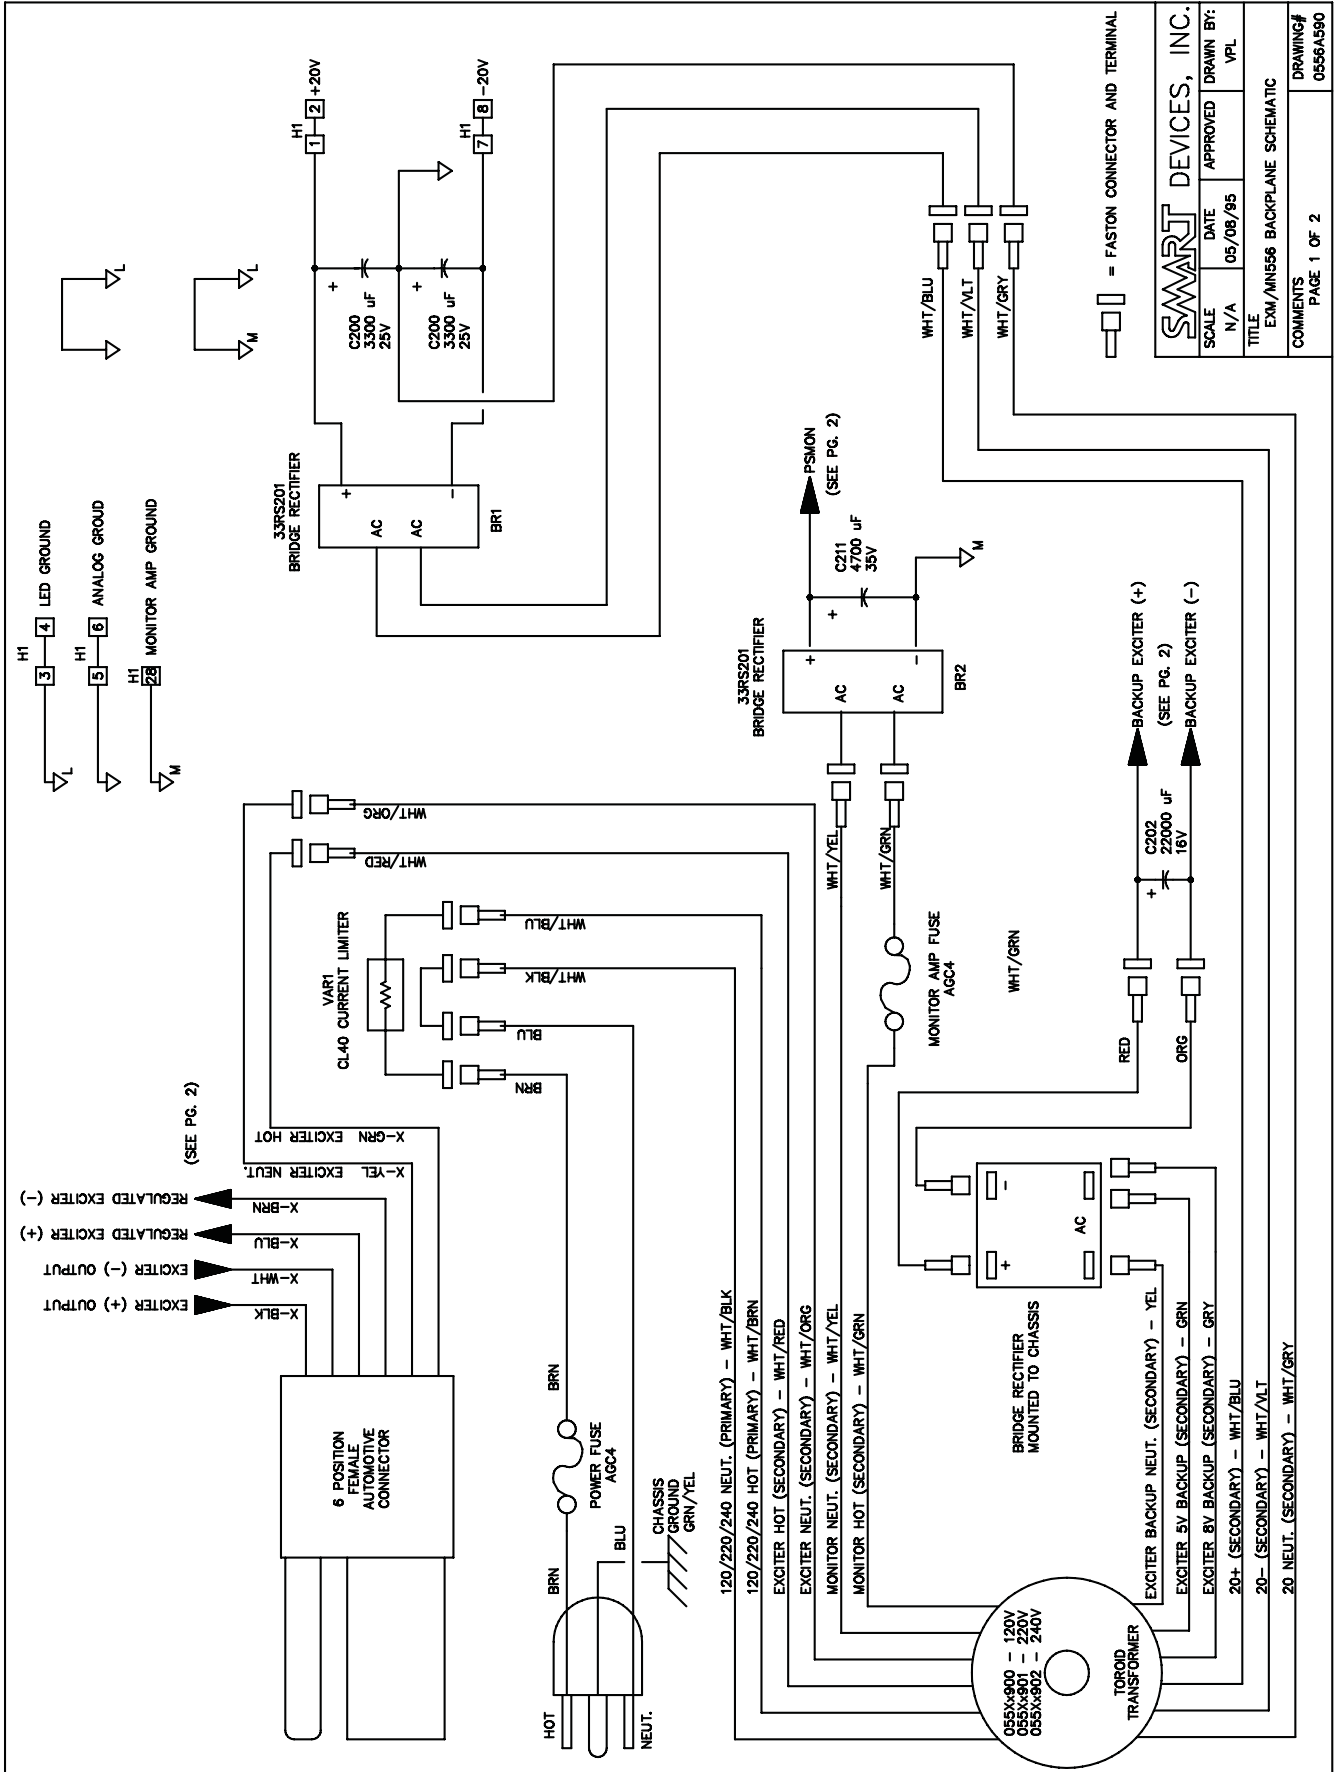 H1
3
4
LED GROUND
H1
5
6
ANALOG GROUD
H1
28
MONITOR AMP GROUND
L
M
L
L
M
33RS201
BRIDGE RECTIFIER
+
AC
AC
-
BR1
H1
1
2
+20V
H1
7
8
-20V
+
C200
3300 uF
25V
+
C200
3300 uF
25V
(SEE PG. 2)
REGULATED EXCITER (-)
REGULATED EXCITER (+)
EXCITER (-) OUTPUT
EXCITER (+) OUTPUT
X-BRN
X-BLU
X-WHT
X-BLK
X-YEL EXCITER NEUT.
X-GRN EXCITER HOT
6 POSITION
FEMALE
AUTOMOTIVE
CONNECTOR
VAR1
CL40 CURRENT LIMITER
WHT/ORG
WHT/RED
WHT/BLU
WHT/BLK
BLU
BRN
HOT
NEUT.
BRN
BRN
POWER FUSE
AGC4
BLU
CHASSIS
GROUND
GRN/YEL
120/220/240 NEUT. (PRIMARY) - WHT/BLK
120/220/240 HOT (PRIMARY) - WHT/BRN
EXCITER HOT (SECONDARY) - WHT/RED
EXCITER NEUT. (SECONDARY) - WHT/ORG
MONITOR NEUT. (SECONDARY) - WHT/YEL
MONITOR HOT (SECONDARY) - WHT/GRN
WHT/YEL
WHT/GRN
MONITOR AMP FUSE
AGC4
WHT/GRN
33RS201
BRIDGE RECTIFIER
+
AC
AC
-
BR2
+
C211
4700 uF
35V
PSMON
(SEE PG. 2)
M
055Xx900 - 120V
055Xx901 - 220V
055Xx902 - 240V
TOROID
TRANSFORMER
BRIDGE RECTIFIER
MOUNTED TO CHASSIS
+
-
AC
RED
ORG
+
C202
22000 uF
16V
BACKUP EXCITER (+)
(SEE PG. 2)
BACKUP EXCITER (-)
EXCITER BACKUP NEUT. (SECONDARY) - YEL
EXCITER 5V BACKUP (SECONDARY) - GRN
EXCITER 8V BACKUP (SECONDARY) - GRY
20+ (SECONDARY) - WHT/BLU
20- (SECONDARY) - WHT/VLT
20 NEUT. (SECONDARY) - WHT/GRY
WHT/BLU
WHT/VLT
WHT/GRY
= FASTON CONNECTOR AND TERMINAL
SMART DEVICES, INC.
SCALE
N/A
DATE
05/08/95
APPROVED
DRAWN BY:
VPL
TITLE
EXM/MN556 BACKPLANE SCHEMATIC
COMMENTS
PAGE 1 OF 2
DRAWING#
0556A590